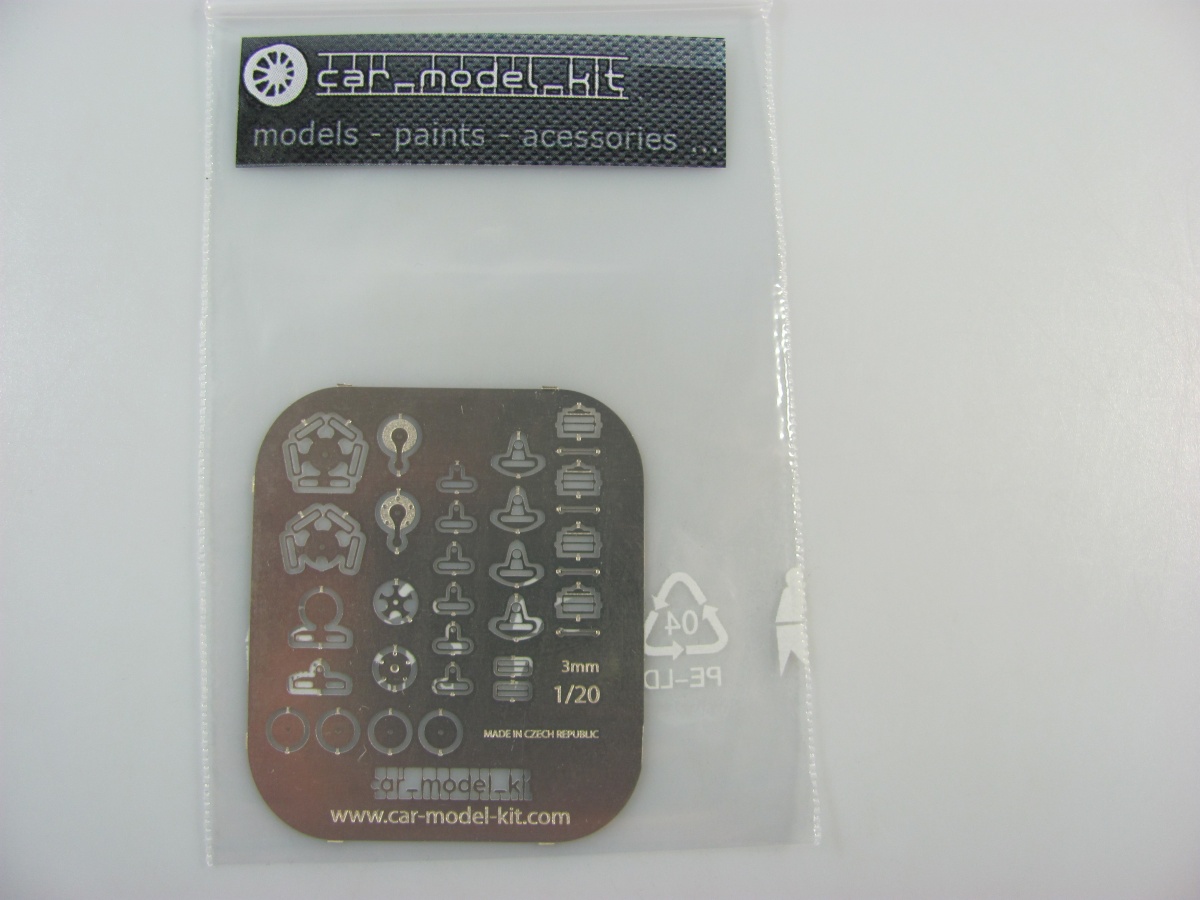 car_model_kit
models - paints - acessories ...
04
PE-LD
3mm
1/20
MADE IN CZECH REPUBLIC
car_model_kit
www.car-model-kit.com